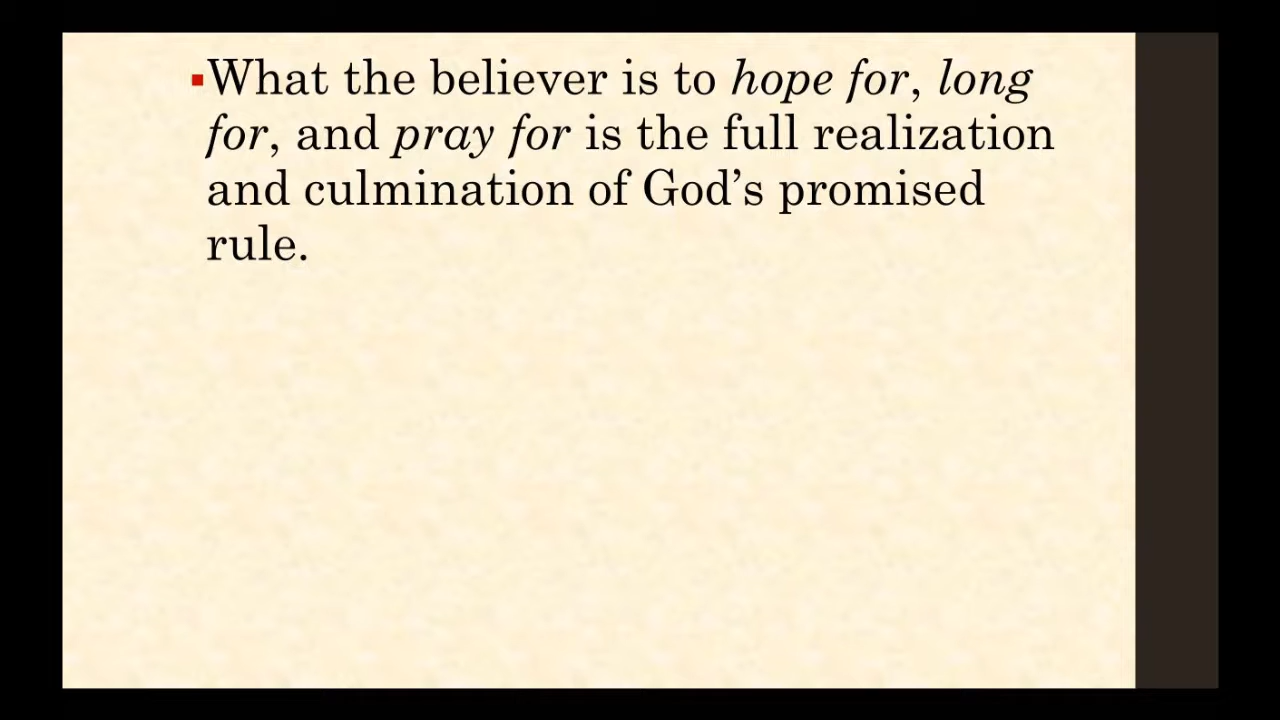 ▪What the believer is to hope for, long
for, and pray for is the full realization
and culmination of God’s promised
rule.